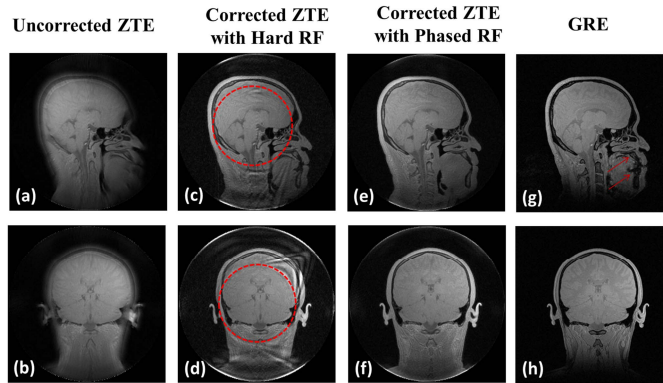 Uncorrected ZTE
Corrected ZTE
with Hard RF
Corrected ZTE
with Phased RF
GRE
(a)
(c)
(e)
(g)
(b)
(d)
(f)
(h)